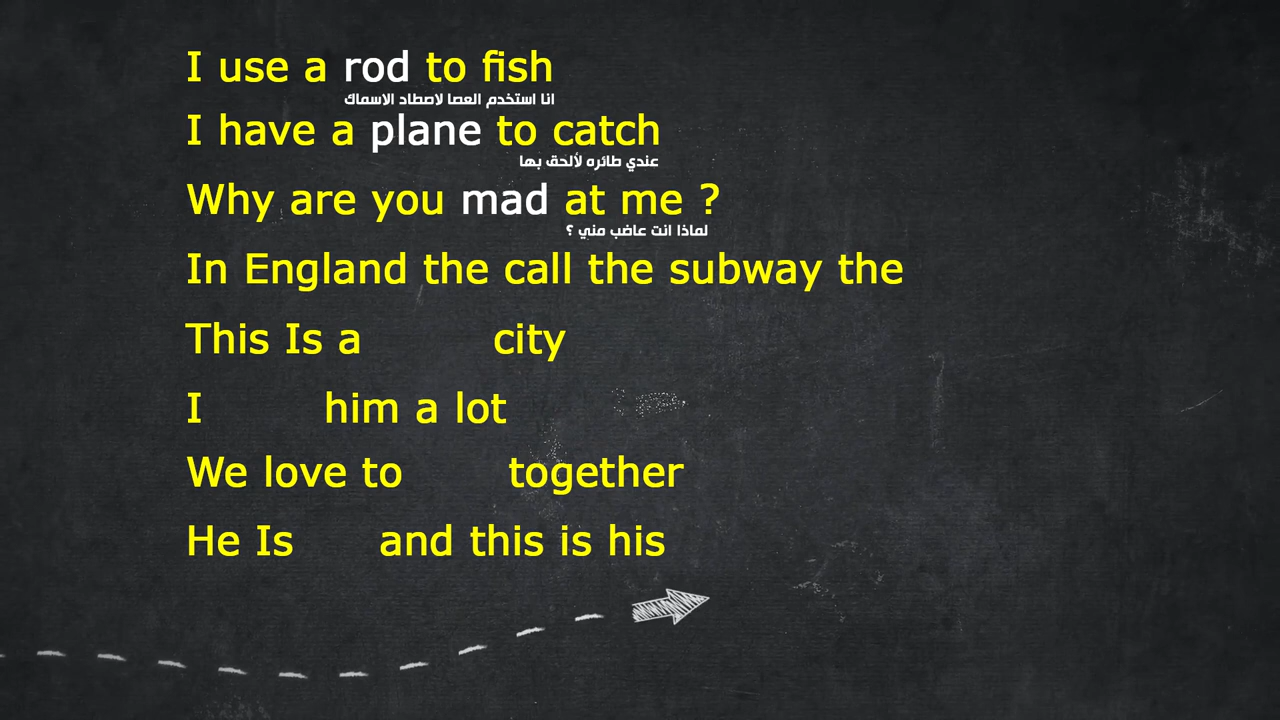 I use a rod to fish
انا استخدم العصا لاصطاد الاسماك
I have a plane to catch
عندي طائره لألحق بها
Why are you mad at me ?
لماذا انت عاضب مني ؟
In England the call the subway the
This Is a city
I him a lot
We love to together
He Is and this is his